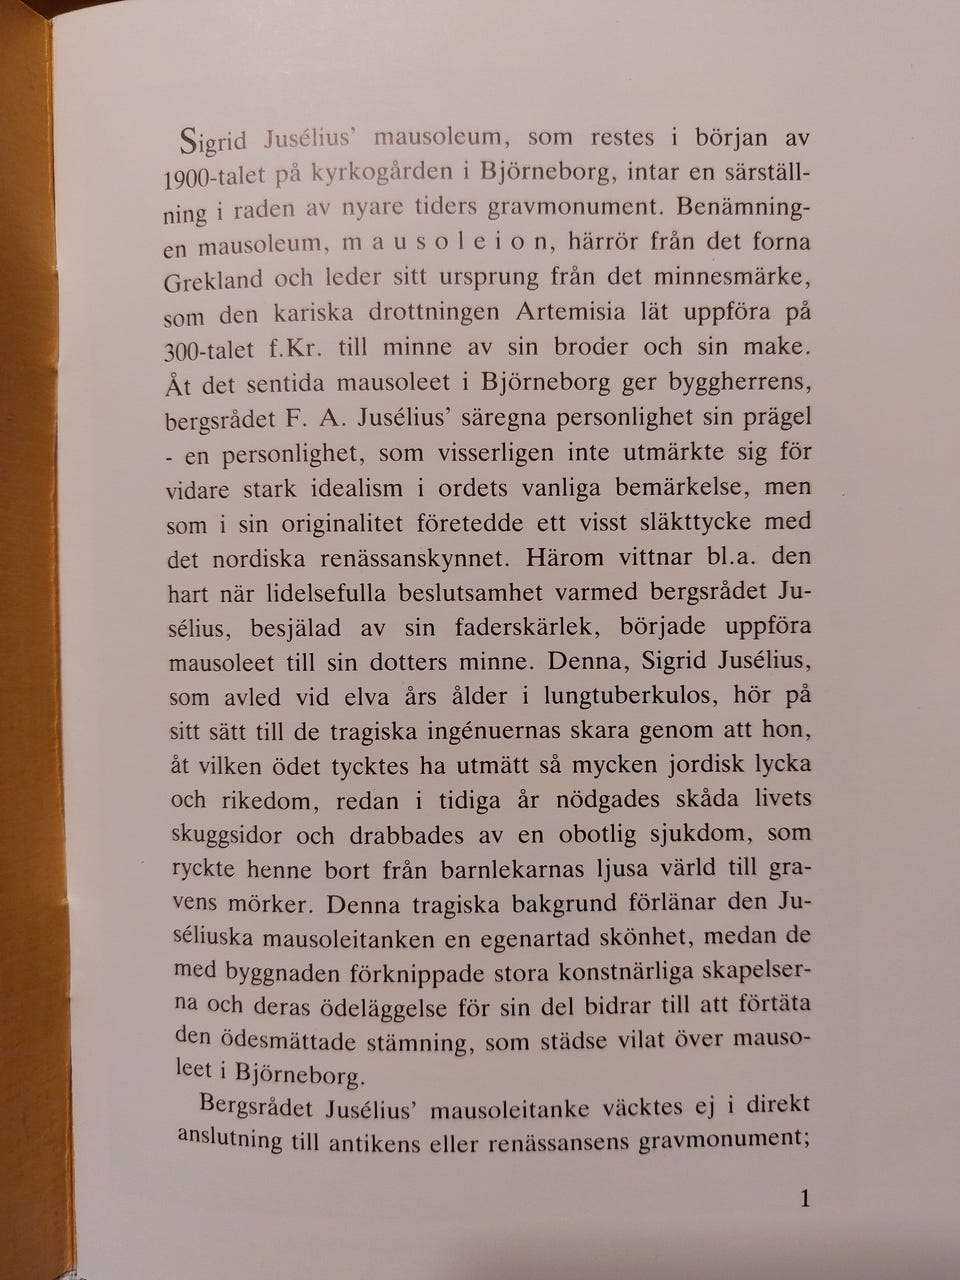 Sigrid Jusélius’ mausoleum, som restes i början av
1900-talet på kyrkogården i Björneborg, intar en särställ-
ning i raden av nyare tiders gravmonument. Benämning-
en mausoleum, m a u s o l e i o n, härrör från det forna
Grekland och leder sitt ursprung från det minnesmärke,
som den kariska drottningen Artemisia lät uppföra på
300-talet f.Kr. till minne av sin broder och sin make.
Åt det sentida mausoleet i Björneborg ger byggherrens,
bergsrådet F. A. Jusélius’ säregna personlighet sin prägel
- en personlighet, som visserligen inte utmärkte sig för
vidare stark idealism i ordets vanliga bemärkelse, men
som i sin originalitet företedde ett visst släkttycke med
det nordiska renässanskynnet. Härom vittnar bl.a. den
hart när lidelsefulla beslutsamhet varmed bergsrådet Ju-
sélius, besjälad av sin faderskärlek, började uppföra
mausoleet till sin dotters minne. Denna, Sigrid Jusélius,
som avled vid elva års ålder i lungtuberkulos, hör på
sitt sätt till de tragiska ingénuernas skara genom att hon,
åt vilken ödet tycktes ha utmätt så mycken jordisk lycka
och rikedom, redan i tidiga år nödgades skåda livets
skuggsidor och drabbades av en obotlig sjukdom, som
ryckte henne bort från barnlekarnas ljusa värld till gra-
vens mörker. Denna tragiska bakgrund förlänar den Ju-
séliuska mausoleitanken en egenartad skönhet, medan de
med byggnaden förknippade stora konstnärliga skapelser-
na och deras ödeläggelse för sin del bidrar till att förtäta
den ödesmättade stämning, som städse vilat över mauso-
leet i Björneborg.
Bergsrådet Jusélius’ mausoleitanke väcktes ej i direkt
anslutning till antikens eller renässansens gravmonument;
1